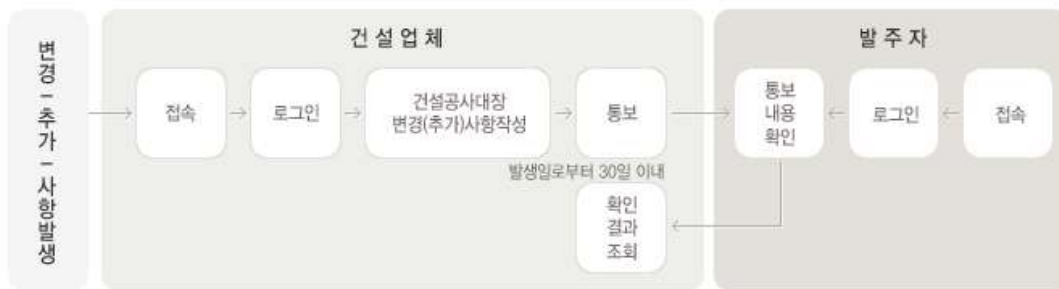 변경-추가-사항발생
건설업체
접속
로그인
건설공사대장
변경(추가)사항작성
통보
발생일로부터 30일 이내
확인
결과
조회
발주자
통보
내용
확인
로그인
접속